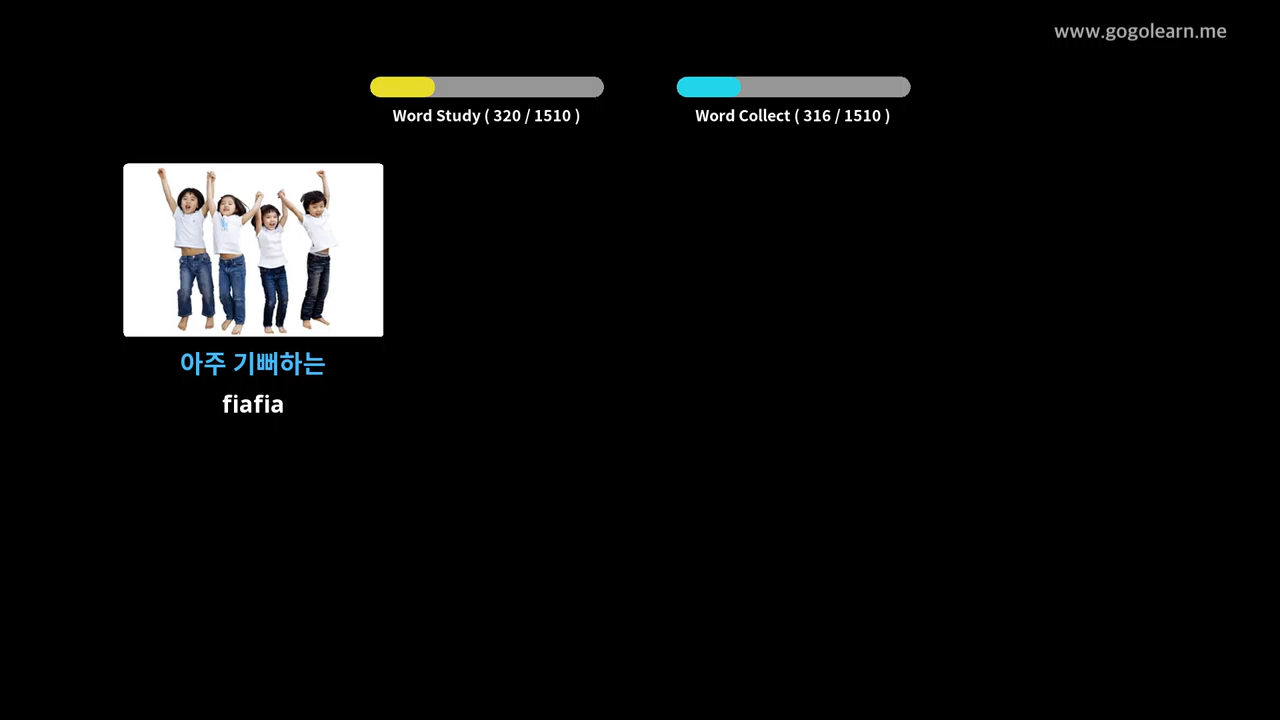 www.gogolearn.me
Word Study ( 320 / 1510 )
Word Collect ( 316 / 1510 )
아주 기뻐하는
fiafia